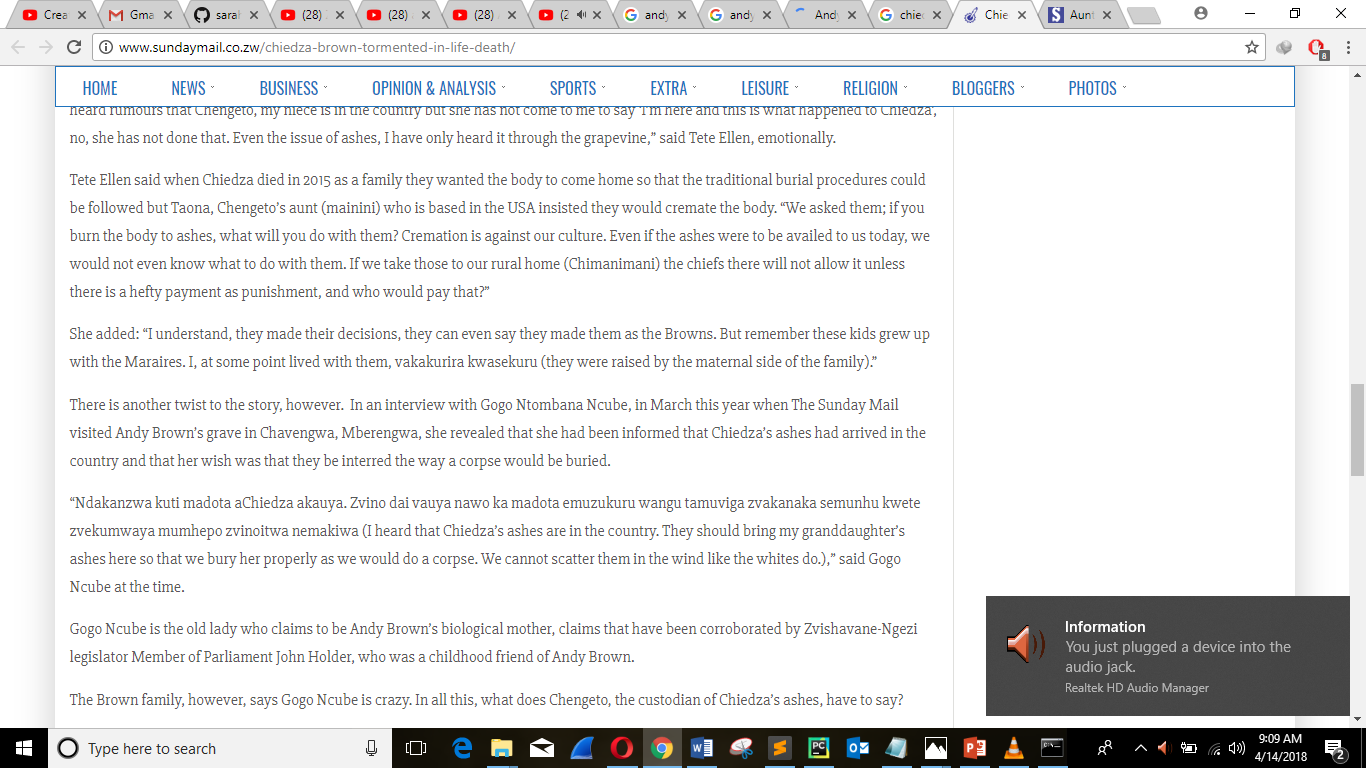 Crea
Gma
sarah
(28)
(28)
(28)
(2
andy
andy
Andy
chied
Chie
Aunt
www.sundaymail.co.zw/chiedza-brown-tormented-in-life-death/
8
HOME NEWS BUSINESS OPINION & ANALYSIS SPORTS EXTRA LEISURE RELIGION BLOGGERS PHOTOS
heard rumours that Chengeto, my niece is in the country but she has not come to me to say ‘I’m here and this is what happened to Chiedza’,
no, she has not done that. Even the issue of ashes, I have only heard it through the grapevine,” said Tete Ellen, emotionally.
Tete Ellen said when Chiedza died in 2015 as a family they wanted the body to come home so that the traditional burial procedures could
be followed but Taona, Chengeto’s aunt (mainini) who is based in the USA insisted they would cremate the body. “We asked them; if you
burn the body to ashes, what will you do with them? Cremation is against our culture. Even if the ashes were to be availed to us today, we
would not even know what to do with them. If we take those to our rural home (Chimanimani) the chiefs there will not allow it unless
there is a hefty payment as punishment, and who would pay that?”
She added: “I understand, they made their decisions, they can even say they made them as the Browns. But remember these kids grew up
with the Maraires. I, at some point lived with them, vakakurira kwasekuru (they were raised by the maternal side of the family).”
There is another twist to the story, however.  In an interview with Gogo Ntombana Ncube, in March this year when The Sunday Mail
visited Andy Brown’s grave in Chavengwa, Mberengwa, she revealed that she had been informed that Chiedza’s ashes had arrived in the
country and that her wish was that they be interred the way a corpse would be buried.
“Ndakanzwa kuti madota aChiedza akauya. Zvino dai vauya nawo ka madota emuzukuru wangu tamuviga zvakanaka semunhu kwete
zvekumwaya mumhepo zvinoitwa nemakiwa (I heard that Chiedza’s ashes are in the country. They should bring my granddaughter’s
ashes here so that we bury her properly as we would do a corpse. We cannot scatter them in the wind like the whites do.),” said Gogo
Ncube at the time.
Gogo Ncube is the old lady who claims to be Andy Brown’s biological mother, claims that have been corroborated by Zvishavane-Ngezi
legislator Member of Parliament John Holder, who was a childhood friend of Andy Brown.
The Brown family, however, says Gogo Ncube is crazy. In all this, what does Chengeto, the custodian of Chiedza’s ashes, have to say?
Information
You just plugged a device into the
audio jack.
Realtek HD Audio Manager
Type here to search
9:09 AM
4/14/2018
2